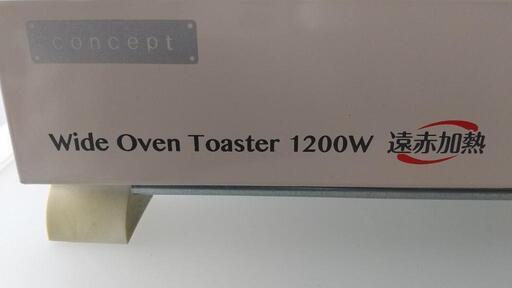 concept
Wide Oven Toaster 1200W 遠赤加熱